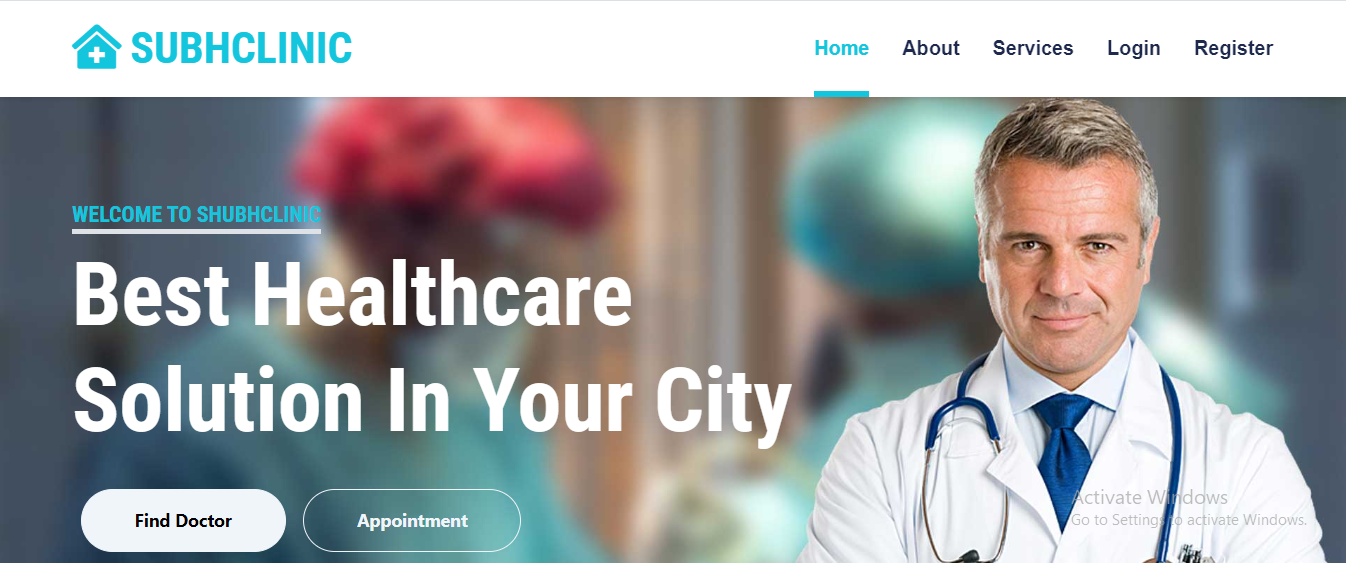 SUBHCLINIC
Home About Services Login Register
WELCOME TO SHUBHCLINIC
Best Healthcare
Solution In Your City
Find Doctor Appointment
Activate Windows
Go to Settings to activate Windows.